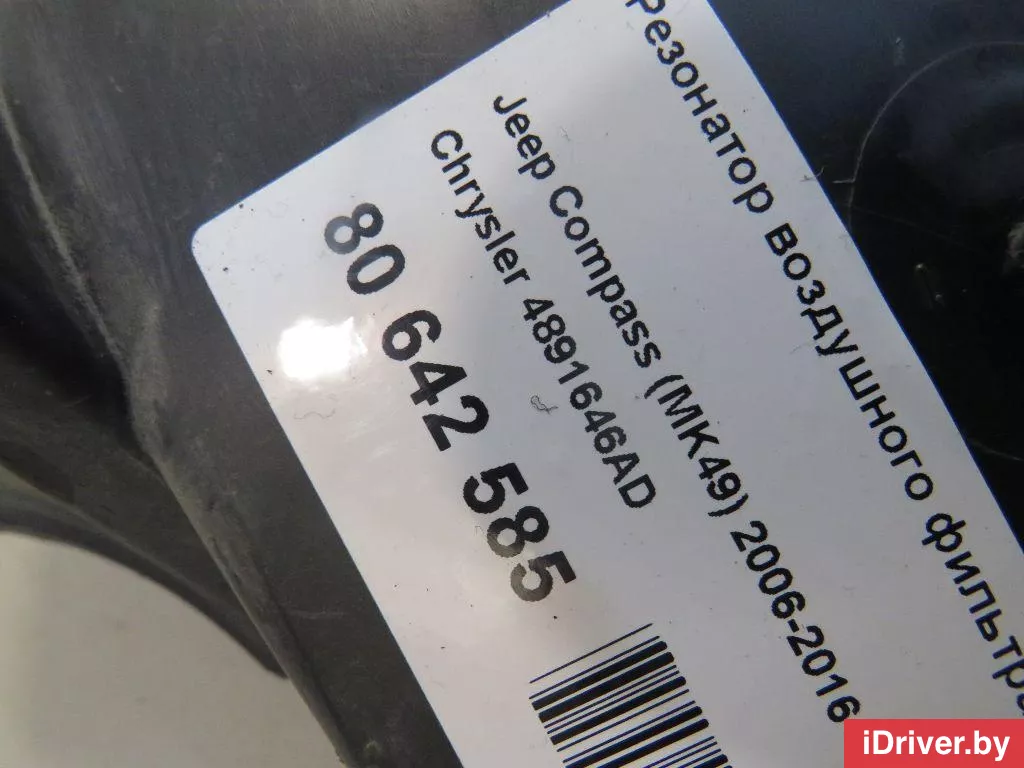 Резонатор воздушного фильтра
Jeep Compass (MK49) 2006-2016
Chrysler 4891646AD
80 642 585
iDriver.by